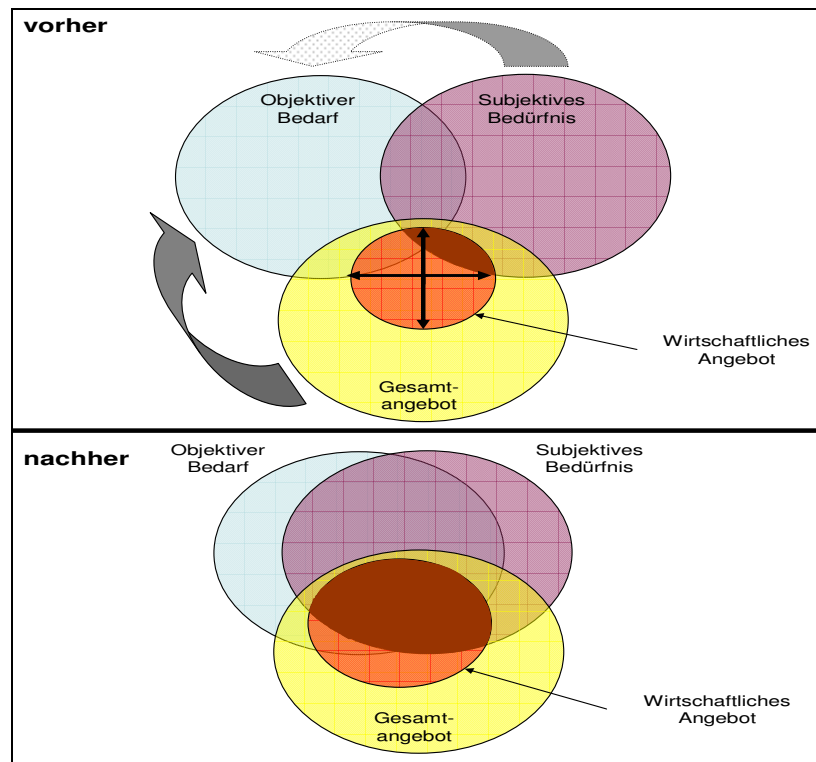 vorher
Objektiver
Bedarf
Subjektives
Bedürfnis
Wirtschaftliches
Angebot
Gesamt-
angebot
nachher
Objektiver
Bedarf
Subjektives
Bedürfnis
Wirtschaftliches
Angebot
Gesamt-
angebot